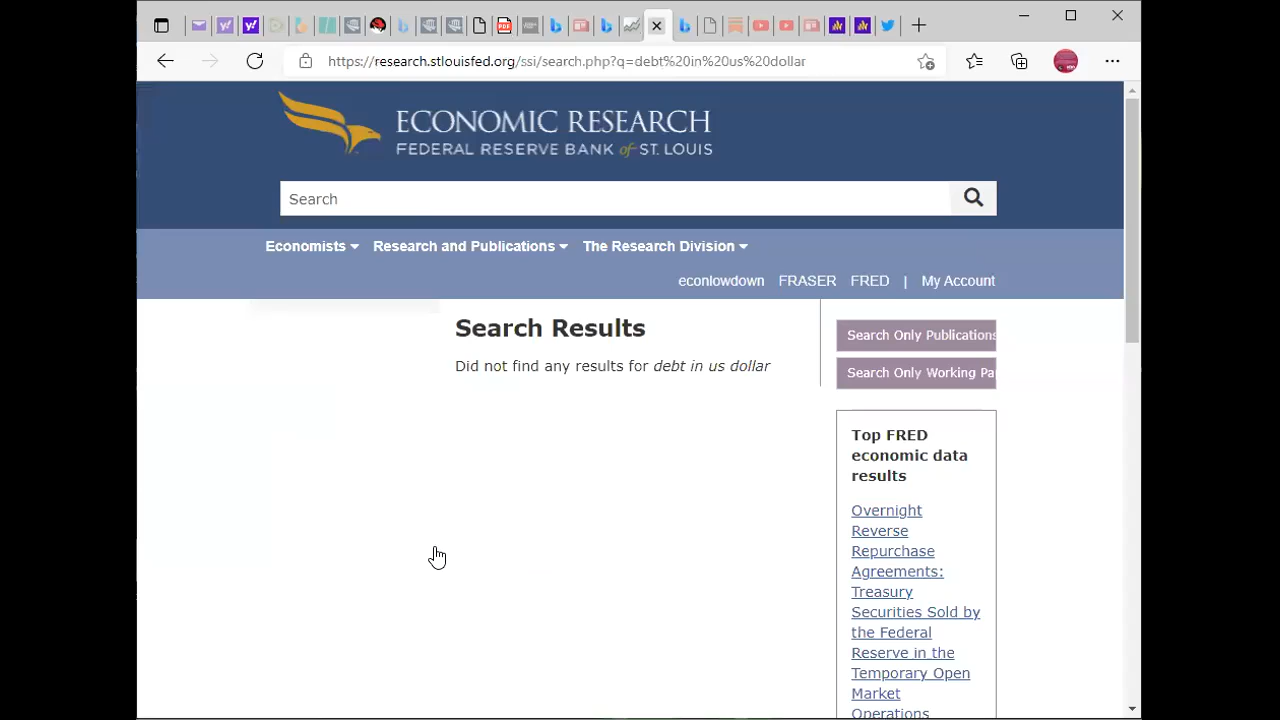 https://research.stlouisfed.org/ssi/search.php?q=debt%20in%20us%20dollar
ECONOMIC RESEARCH
FEDERAL RESERVE BANK of ST. LOUIS
Search
Economists Research and Publications The Research Division
econlowdown FRASER FRED | My Account
Search Results
Did not find any results for debt in us dollar
Search Only Publications
Search Only Working Pa
Top FRED
economic data
results
Overnight
Reverse
Repurchase
Agreements:
Treasury
Securities Sold by
the Federal
Reserve in the
Temporary Open
Market
Operations